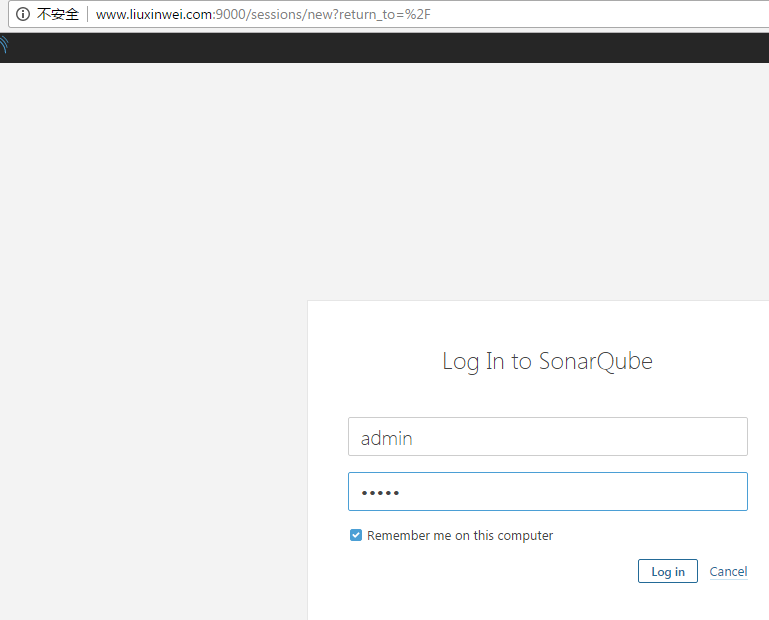 不安全 www.liuxinwei.com:9000/sessions/new?return_to=%2F
Log In to SonarQube
admin
•••••
Remember me on this computer
Log in Cancel